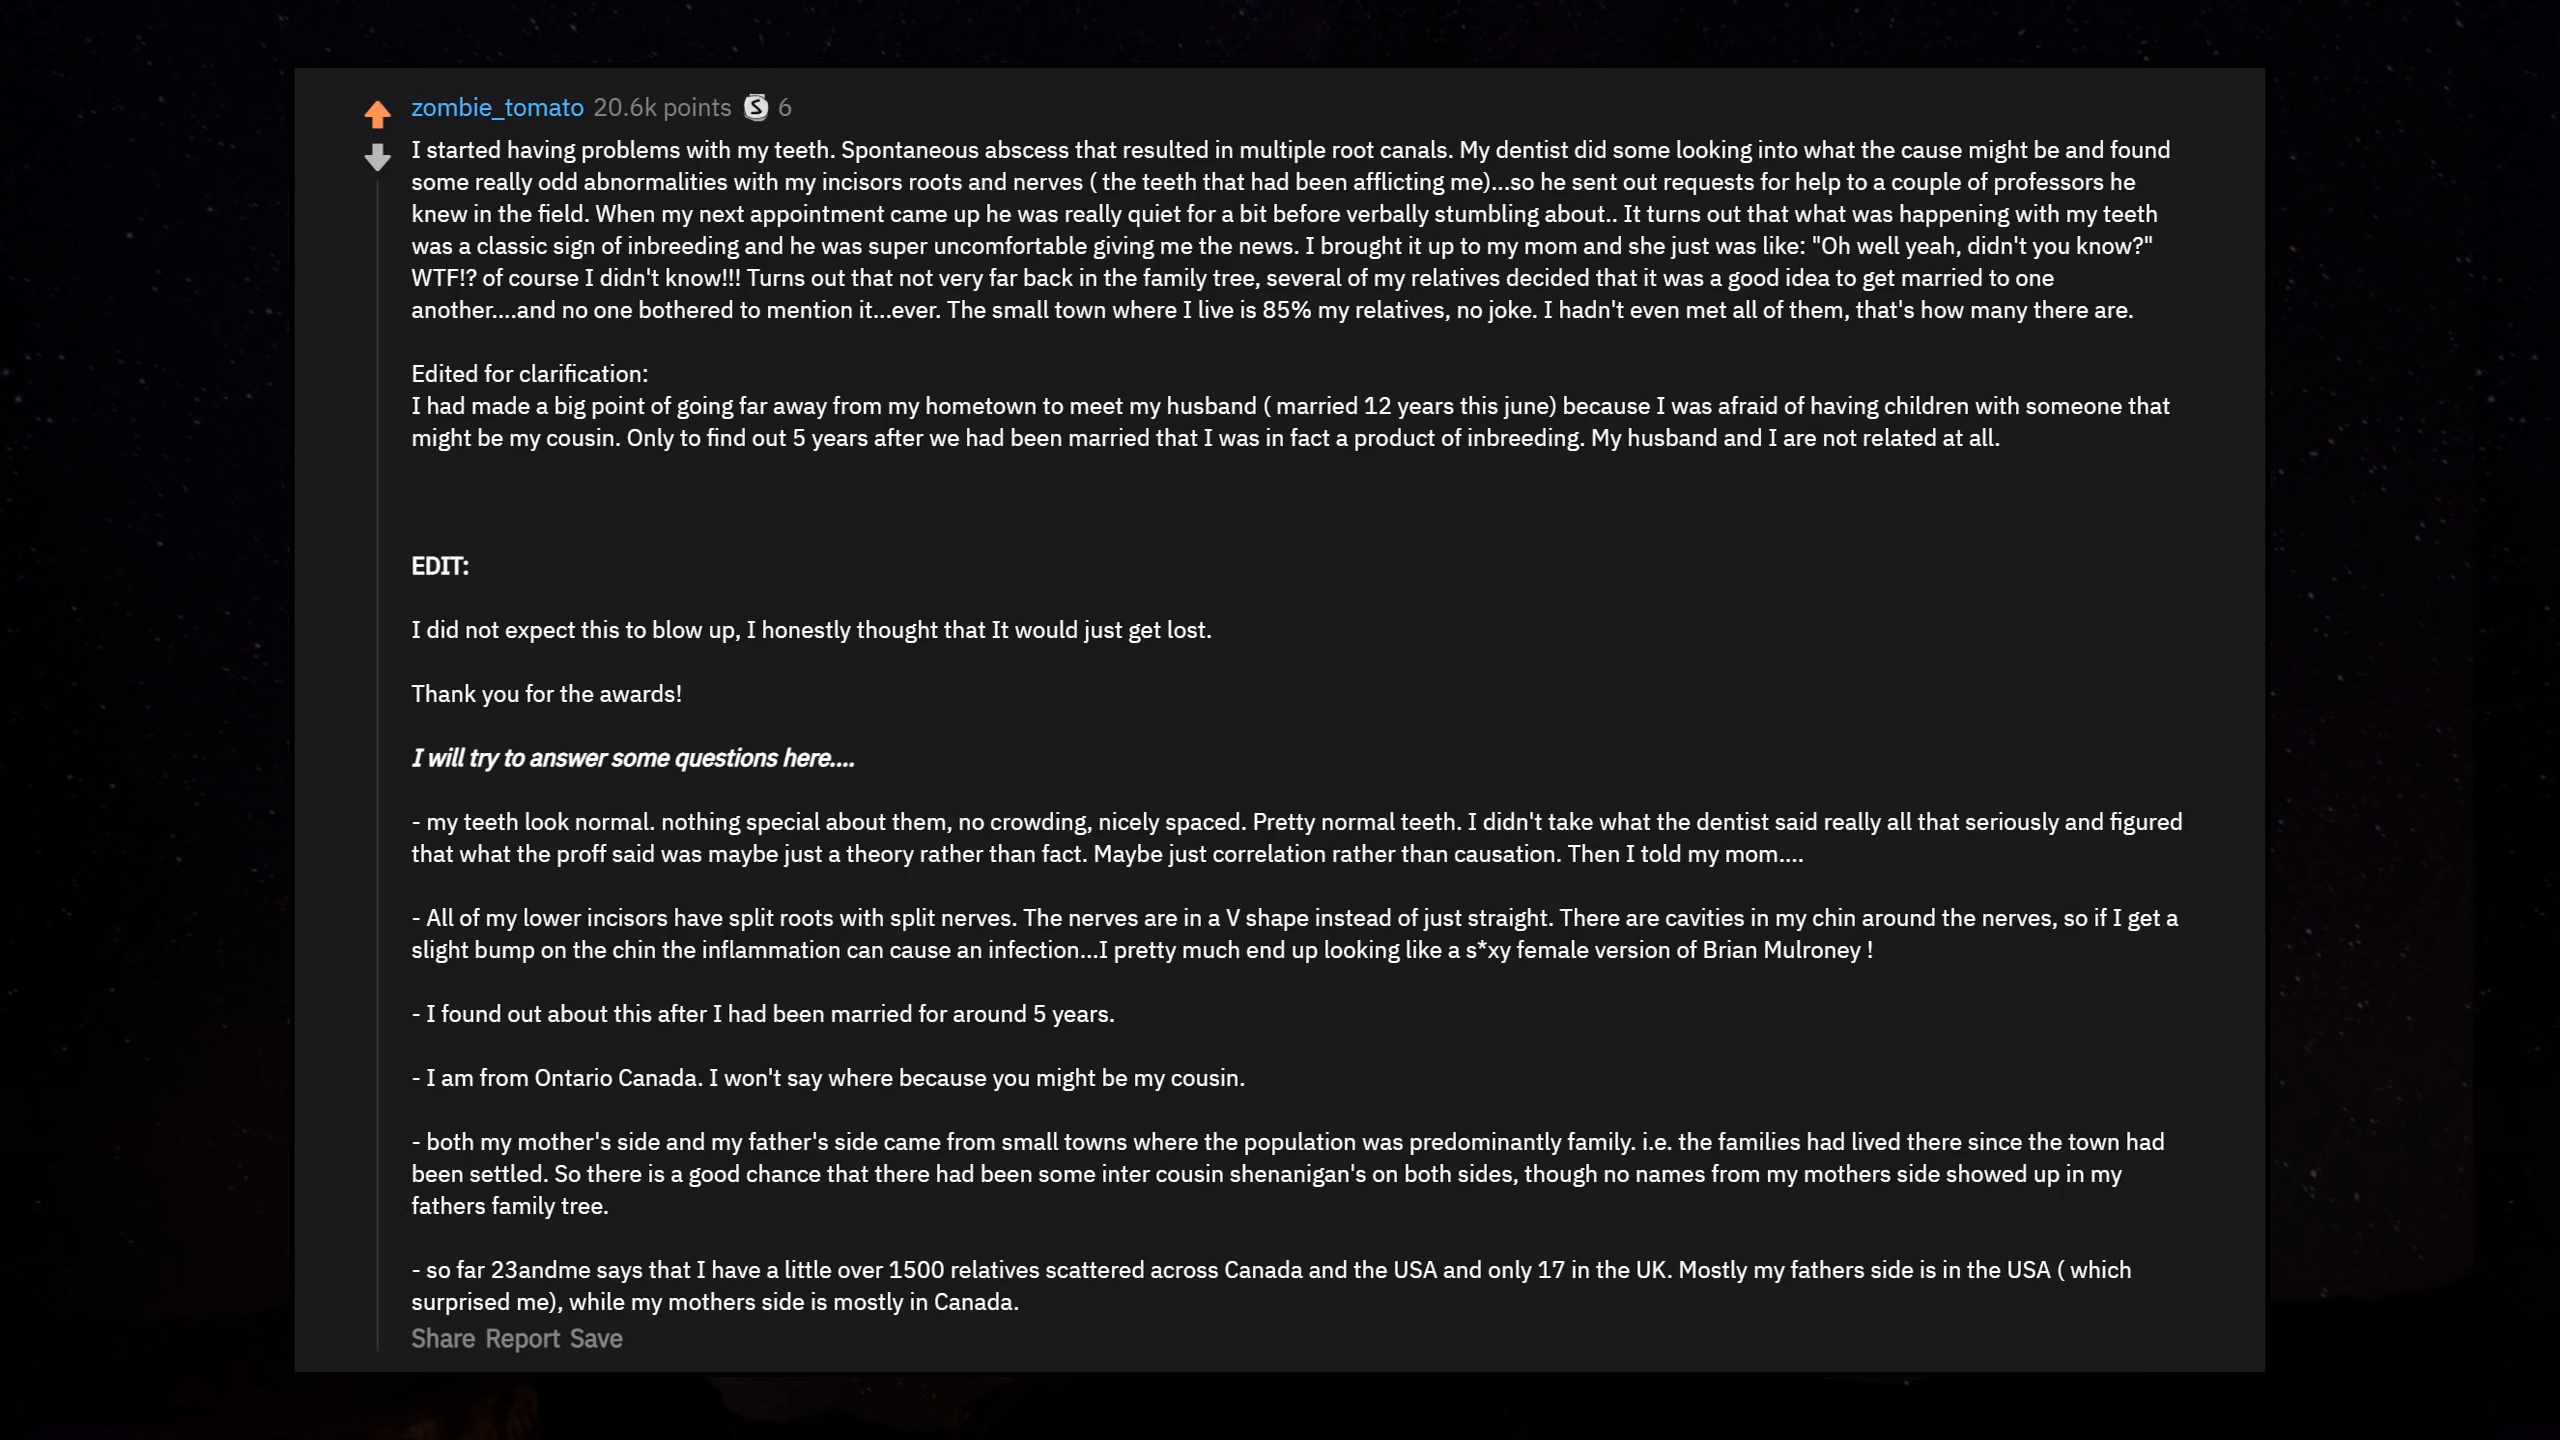 zombie_tomato 20.6k points S 6
I started having problems with my teeth. Spontaneous abscess that resulted in multiple root canals. My dentist did some looking into what the cause might be and found
some really odd abnormalities with my incisors roots and nerves ( the teeth that had been afflicting me)...so he sent out requests for help to a couple of professors he
knew in the field. When my next appointment came up he was really quiet for a bit before verbally stumbling about.. It turns out that what was happening with my teeth
was a classic sign of inbreeding and he was super uncomfortable giving me the news. I brought it up to my mom and she just was like: "Oh well yeah, didn't you know?"
WTF!? of course I didn't know!!! Turns out that not very far back in the family tree, several of my relatives decided that it was a good idea to get married to one
another....and no one bothered to mention it...ever. The small town where I live is 85% my relatives, no joke. I hadn't even met all of them, that's how many there are.
Edited for clarification:
I had made a big point of going far away from my hometown to meet my husband ( married 12 years this june) because I was afraid of having children with someone that
might be my cousin. Only to find out 5 years after we had been married that I was in fact a product of inbreeding. My husband and I are not related at all.
EDIT:
I did not expect this to blow up, I honestly thought that It would just get lost.
Thank you for the awards!
I will try to answer some questions here....
- my teeth look normal. nothing special about them, no crowding, nicely spaced. Pretty normal teeth. I didn't take what the dentist said really all that seriously and figured
that what the proff said was maybe just a theory rather than fact. Maybe just correlation rather than causation. Then I told my mom....
- All of my lower incisors have split roots with split nerves. The nerves are in a V shape instead of just straight. There are cavities in my chin around the nerves, so if I get a
slight bump on the chin the inflammation can cause an infection...I pretty much end up looking like a s*xy female version of Brian Mulroney !
- I found out about this after I had been married for around 5 years.
- I am from Ontario Canada. I won't say where because you might be my cousin.
- both my mother's side and my father's side came from small towns where the population was predominantly family. i.e. the families had lived there since the town had
been settled. So there is a good chance that there had been some inter cousin shenanigan's on both sides, though no names from my mothers side showed up in my
fathers family tree.
- so far 23andme says that I have a little over 1500 relatives scattered across Canada and the USA and only 17 in the UK. Mostly my fathers side is in the USA ( which
surprised me), while my mothers side is mostly in Canada.
Share Report Save